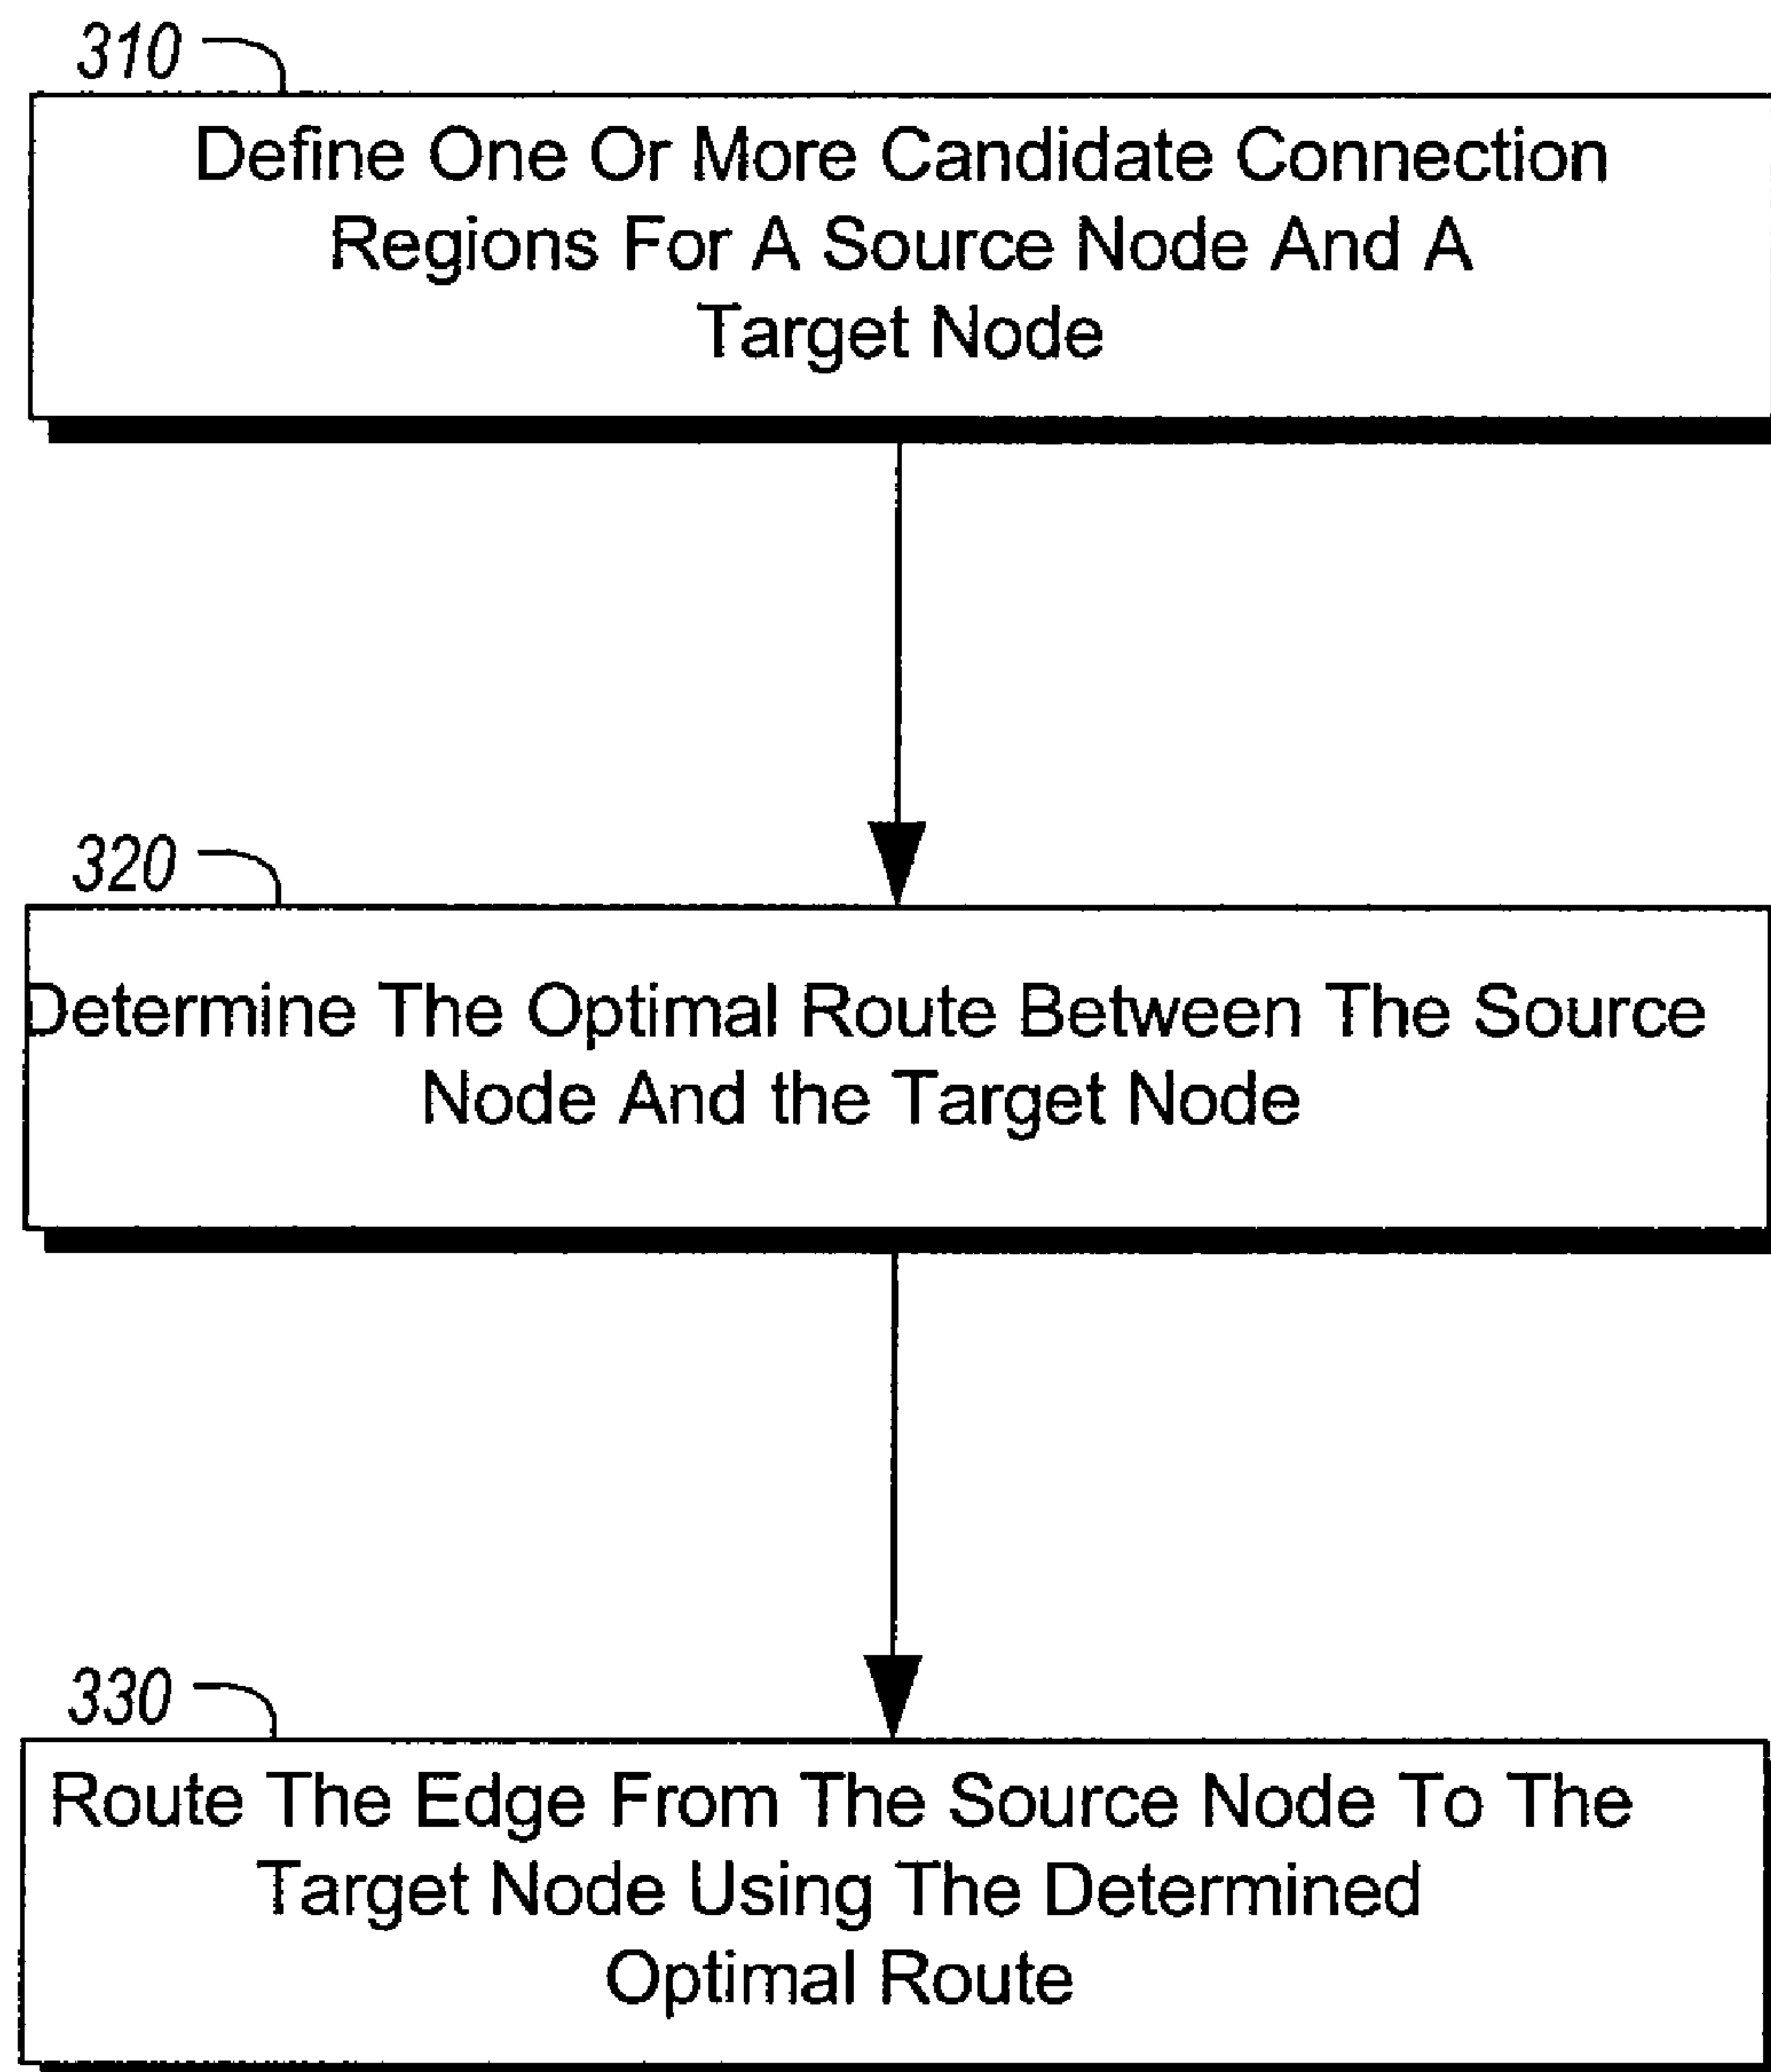 310
Define One Or More Candidate Connection
Regions For A Source Node And A
Target Node
320
Determine The Optimal Route Between The Source
Node And the Target Node
330
Route The Edge From The Source Node To The
Target Node Using The Determined
Optimal Route